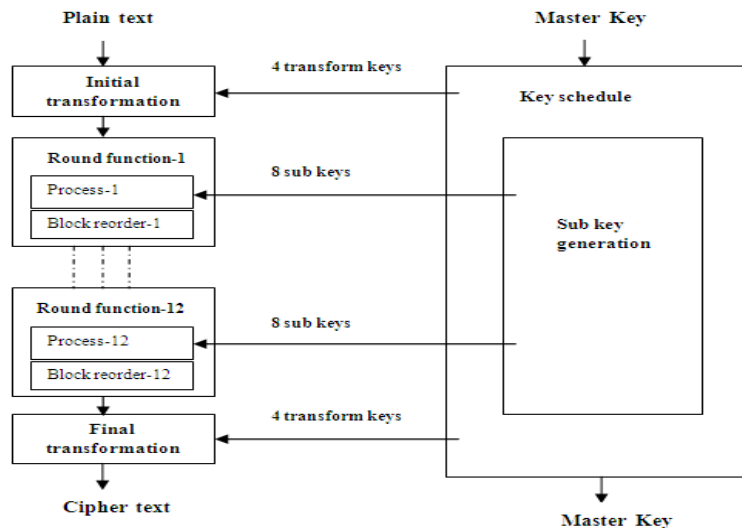 Plain text
Master Key
4 transform keys
Initial
transformation
Key schedule
Round function-1
8 sub keys
Process-1
Block reorder-1
Sub key
generation
Round function-12
8 sub keys
Process-12
Block reorder-12
4 transform keys
Final
transformation
Cipher text
Master Key